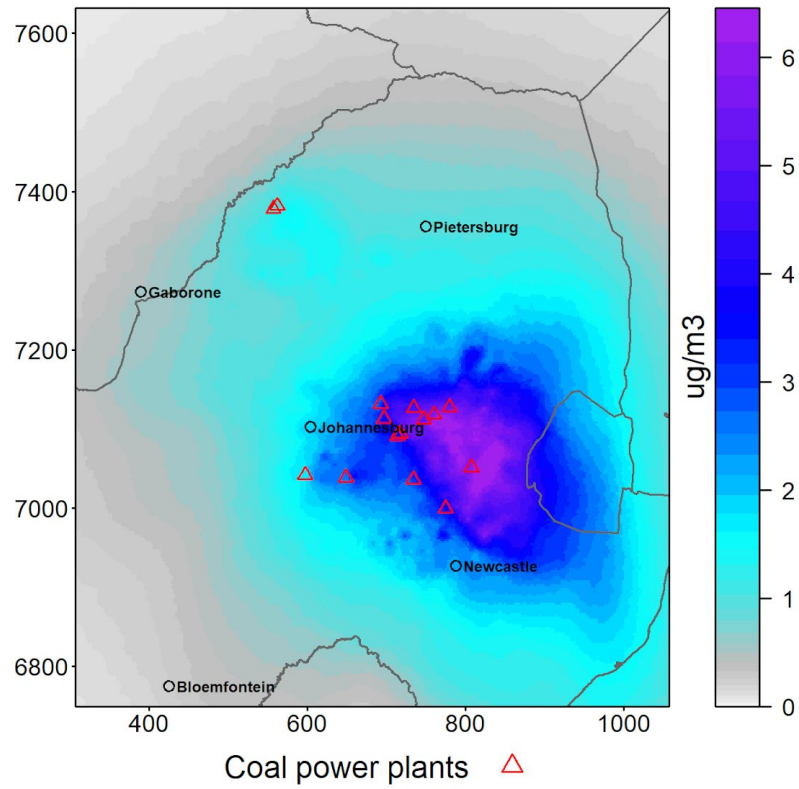 7600
7400
7200
7000
6800
400
600
800
1000
Pietersburg
Gaborone
Johannesburg
Newcastle
Bloemfontein
6
5
4
3
2
1
0
ug/m3
Coal power plants